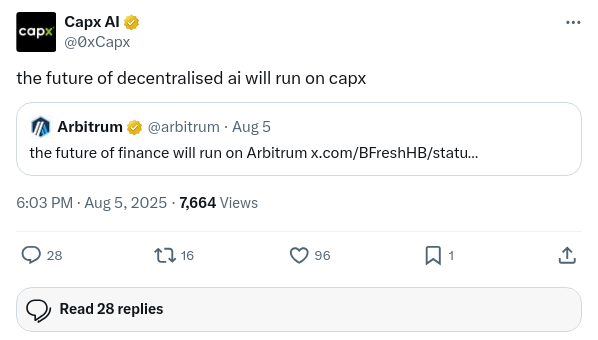 capx
Capx AI
@0xCapx
the future of decentralised ai will run on capx
Arbitrum @arbitrum · Aug 5
the future of finance will run on Arbitrum x.com/BFreshHB/statu...
6:03 PM · Aug 5, 2025 · 7,664 Views
28 16 96 1
Read 28 replies